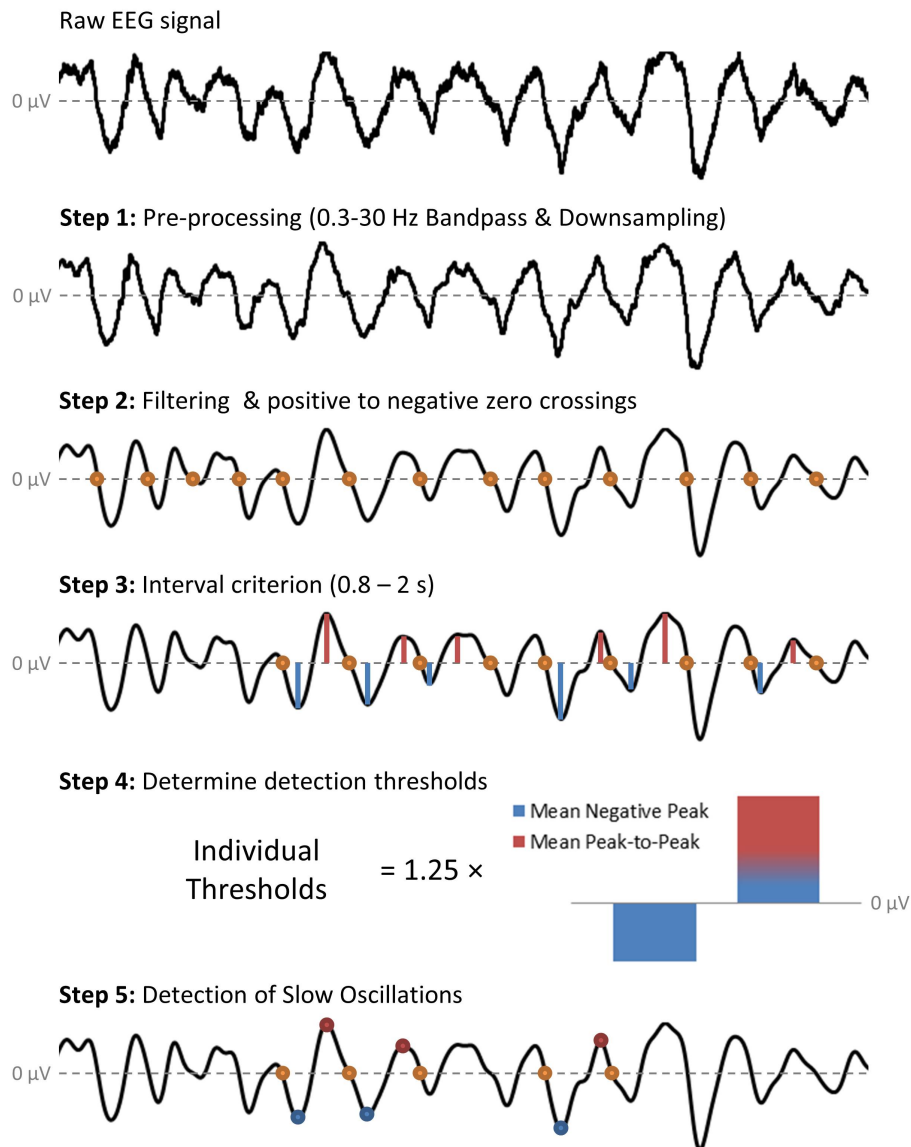 Raw EEG signal
0 µV
Step 1: Pre-processing (0.3-30 Hz Bandpass & Downsampling)
0 µV
Step 2: Filtering & positive to negative zero crossings
0 µV
Step 3: Interval criterion (0.8 – 2 s)
0 µV
Step 4: Determine detection thresholds
Mean Negative Peak
Mean Peak-to-Peak
Individual
Thresholds
= 1.25 ×
0 µV
Step 5: Detection of Slow Oscillations
0 µV